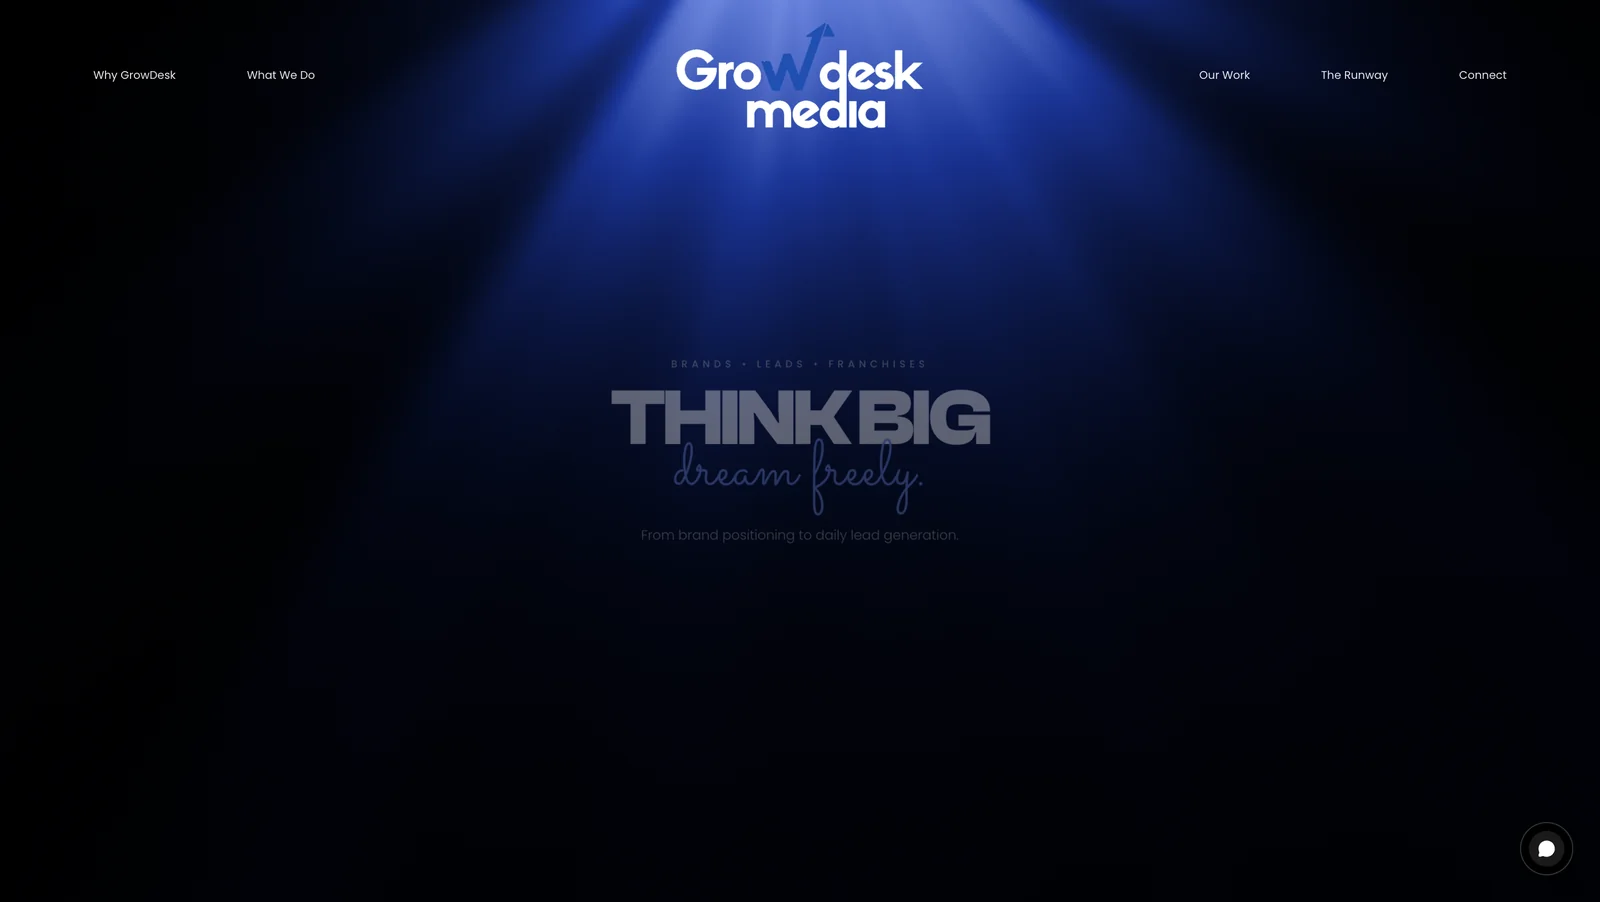 Why GrowDesk
What We Do
Growdesk
media
Our Work
The Runway
Connect
BRANDS • LEADS • FRANCHISES
THINK BIG
dream freely.
From brand positioning to daily lead generation.